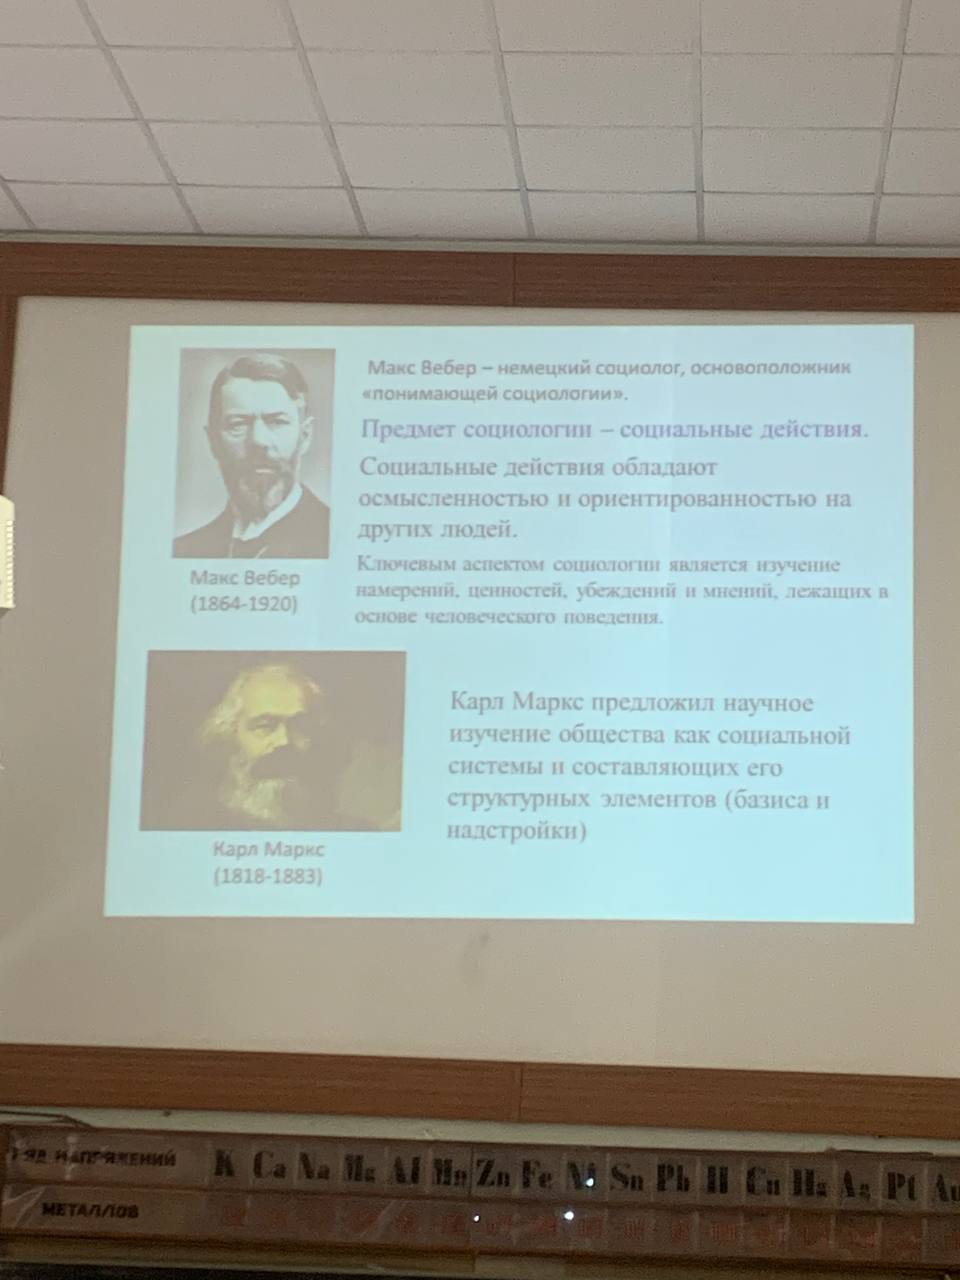 Макс Вебер – немецкий социолог, основоположник
«понимающей социологии».
Предмет социологии – социальные действия.
Социальные действия обладают
осмысленностью и ориентированностью на
других людей.
Ключевым аспектом социологии является изучение
намерений, ценностей, убеждений и мнений, лежащих в
основе человеческого поведения.
Макс Вебер
(1864-1920)
Карл Маркс предложил научное
изучение общества как социальной
системы и составляющих его
структурных элементов (базиса и
надстройки)
Карл Маркс
(1818-1883)
РЯД НАПРЯЖЕНИЙ
МЕТАЛЛОВ
K Ca Na Mg Al Mn Zn Fe Ni Sn Pb H Cu Hg Ag Pt Au